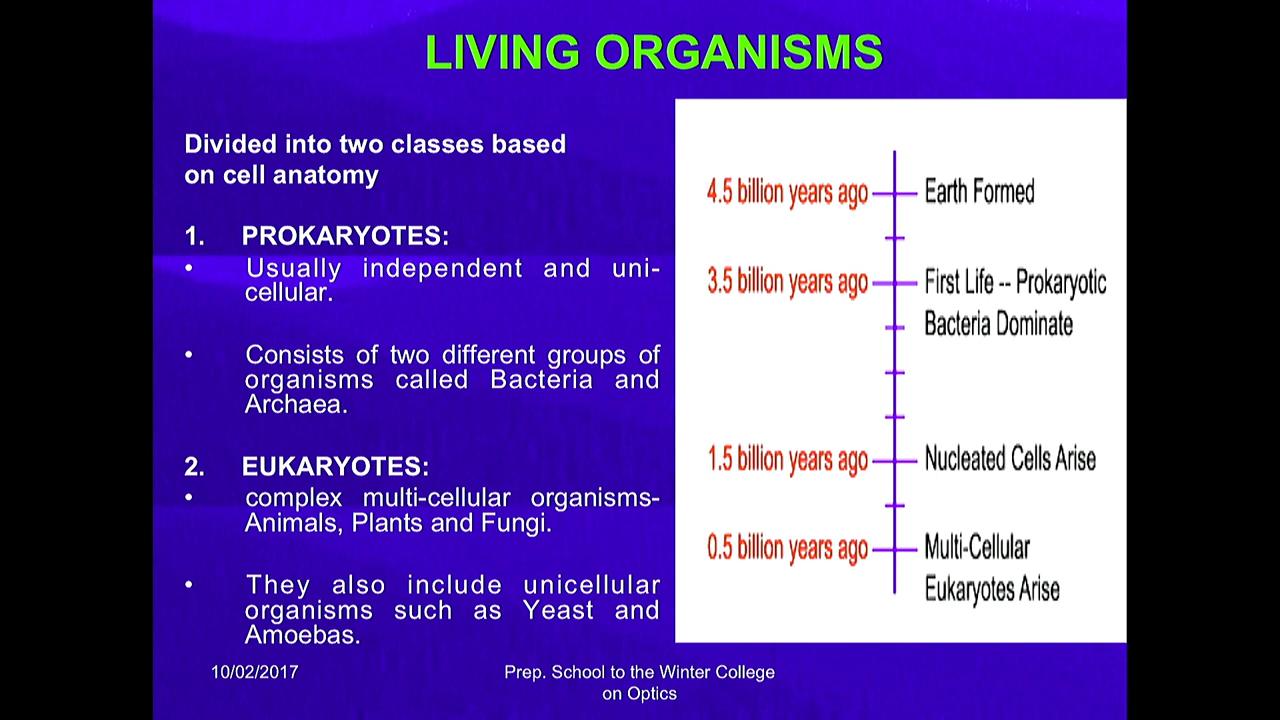 LIVING ORGANISMS
Divided into two classes based
on cell anatomy
1. PROKARYOTES:
• Usually independent and uni-
cellular.
• Consists of two different groups of
organisms called Bacteria and
Archaea.
2. EUKARYOTES:
• complex multi-cellular organisms-
Animals, Plants and Fungi.
• They also include unicellular
organisms such as Yeast and
Amoebas.
4.5 billion years ago Earth Formed
3.5 billion years ago First Life -- Prokaryotic
Bacteria Dominate
1.5 billion years ago Nucleated Cells Arise
0.5 billion years ago Multi-Cellular
Eukaryotes Arise
10/02/2017 Prep. School to the Winter College
on Optics